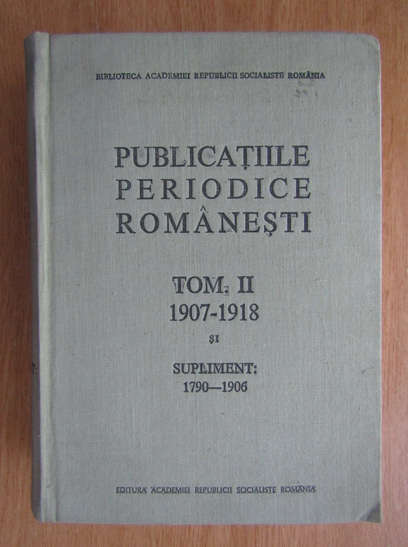 BIBLIOTECA ACADEMIEI REPUBLICII SOCIALISTE ROMÂNIA
PUBLICAȚIILE
PERIODICE
ROMÂNEȘTI
TOM. II
1907-1918
ȘI
SUPLIMENT:
1790—1906
EDITURA ACADEMIEI REPUBLICII SOCIALISTE ROMÂNIA